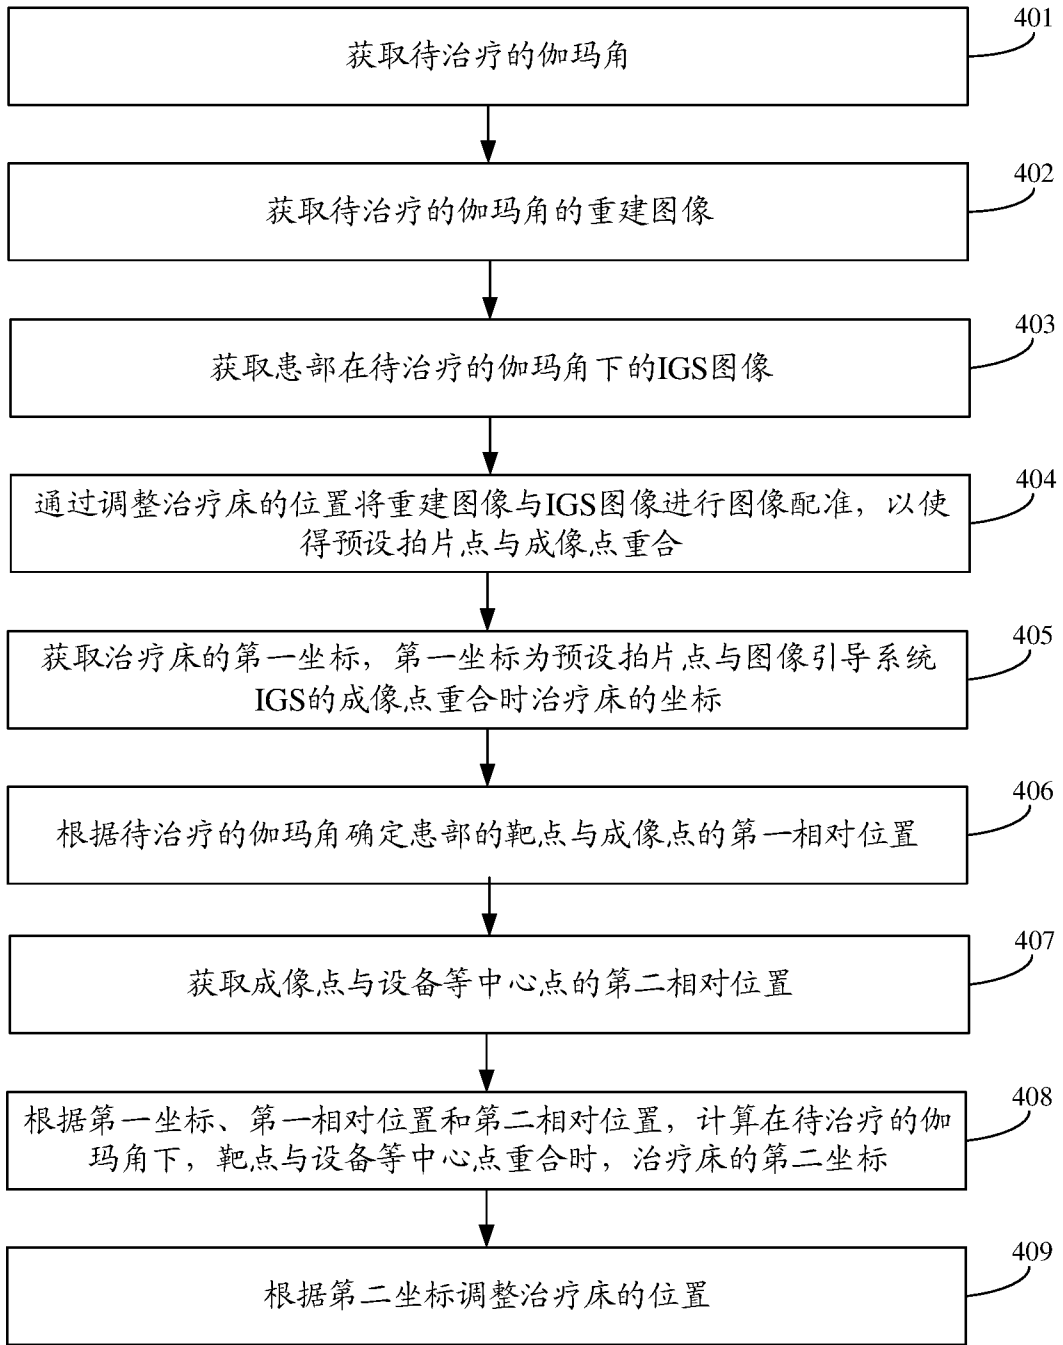 401
获取待治疗的伽玛角
402
获取待治疗的伽玛角的重建图像
403
获取患部在待治疗的伽玛角下的IGS图像
404
通过调整治疗床的位置将重建图像与IGS图像进行图像配准，以使
得预设拍片点与成像点重合
405
获取治疗床的第一坐标，第一坐标为预设拍片点与图像引导系统
IGS的成像点重合时治疗床的坐标
406
根据待治疗的伽玛角确定患部的靶点与成像点的第一相对位置
407
获取成像点与设备等中心点的第二相对位置
408
根据第一坐标、第一相对位置和第二相对位置，计算在待治疗的伽
玛角下，靶点与设备等中心点重合时，治疗床的第二坐标
409
根据第二坐标调整治疗床的位置